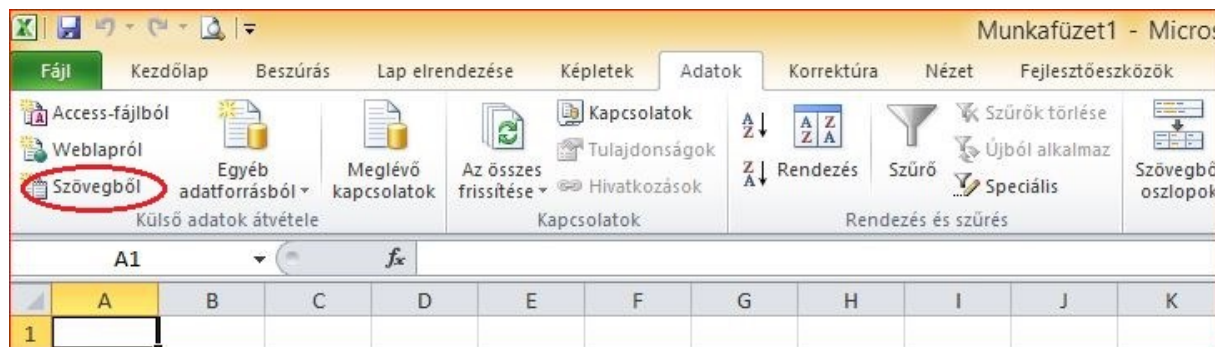 Munkafüzet1 - Micros
Fájl Kezdőlap Beszúrás Lap elrendezése Képletek Adatok Korrektúra Nézet Fejlesztőeszközök
Access-fájlból
Weblapról
Szövegből
Egyéb
adatforrásból
Meglévő
kapcsolatok
Külső adatok átvétele
Az összes
frissítése
Kapcsolatok
Tulajdonságok
Hivatkozások
Kapcsolatok
Rendezés
Szűrő
Szűrők törlése
Újból alkalmaz
Speciális
Rendezés és szűrés
Szövegbő
oszlopok
A1 fx
A B C D E F G H I J K
1